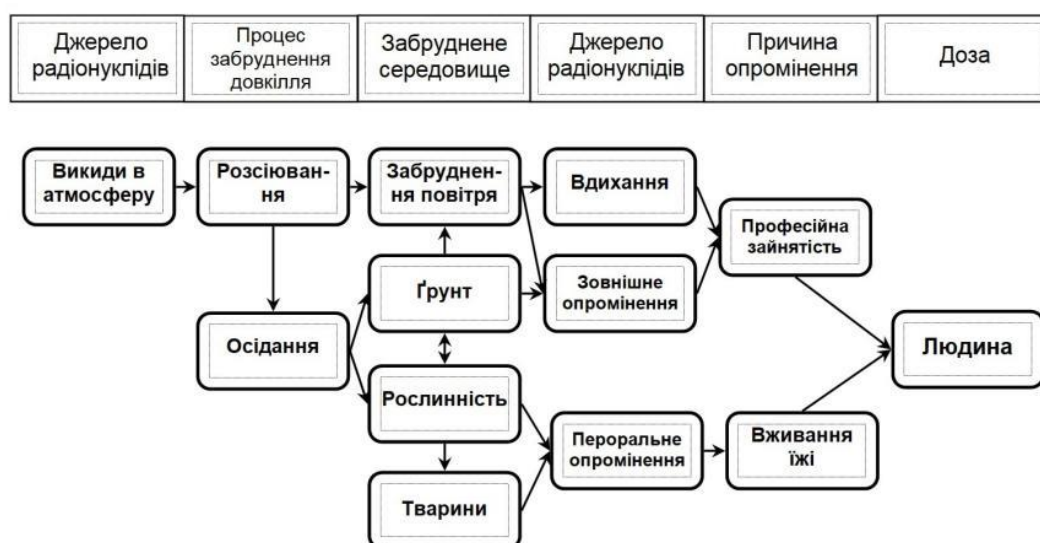 Джерело
радіонуклідів
Процес
забруднення
довкілля
Забруднене
середовище
Джерело
радіонуклідів
Причина
опромінення
Доза
Викиди в
атмосферу
Розсіюван-
ня
Забруднен-
ня повітря
Вдихання
Професійна
зайнятість
Ґрунт
Зовнішне
опромінення
Осідання
Людина
Рослинність
Пероральне
опромінення
Вживання
їжі
Тварини